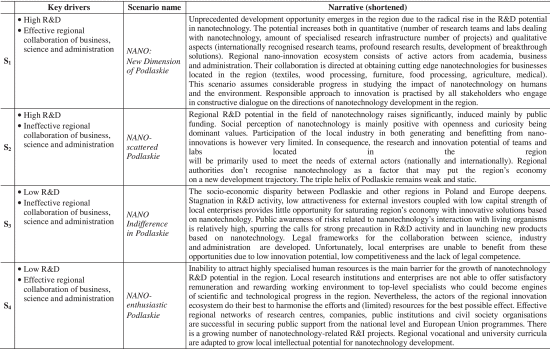 Key drivers Scenario name Narrative (shortened)
S1
• High R&D
• Effective regional
collaboration of business,
science and administration
NANO:
New Dimension
of Podlaskie
Unprecedented development opportunity emerges in the region due to the radical rise in the R&D potential
in nanotechnology. The potential increases both in quantitative (number of research teams and labs dealing
with nanotechnology, amount of specialised research infrastructure number of projects) and qualitative
aspects (internationally recognised research teams, profound research results, development of breakthrough
solutions). Regional nano-innovation ecosystem consists of active actors from academia, business
and administration. Their collaboration is directed at obtaining cutting edge nanotechnologies for businesses
located in the region (textiles, wood processing, furniture, food processing, agriculture, medical).
This scenario assumes considerable progress in studying the impact of nanotechnology on humans
and the environment. Responsible approach to innovation is practised by all stakeholders who engage
in constructive dialogue on the directions of nanotechnology development in the region.
S2
• High R&D
• Ineffective regional
collaboration of business,
science and administration
NANO-
scattered
Podlaskie
Regional R&D potential in the field of nanotechnology raises significantly, induced mainly by public
funding. Social perception of nanotechnology is mainly positive with openness and curiosity being
dominant values. Participation of the local industry in both generating and benefitting from nano-
innovations is however very limited. In consequence, the research and innovation potential of teams and
labs located in the region
will be primarily used to meet the needs of external actors (nationally and internationally). Regional
authorities don't recognise nanotechnology as a factor that may put the region's economy
on a new development trajectory. The triple helix of Podlaskie remains weak and static.
S3
• Low R&D
• Ineffective regional
collaboration of business,
science and administration
NANO
Indifference
in Podlaskie
The socio-economic disparity between Podlaskie and other regions in Poland and Europe deepens.
Stagnation in R&D activity, low attractiveness for external investors coupled with low capital strength of
local enterprises provides little opportunity for saturating region's economy with innovative solutions based
on nanotechnology. Public awareness of risks related to nanotechnology's interaction with living organisms
is relatively high, spurring the calls for strong precaution in R&D activity and in launching new products
based on nanotechnology. Legal frameworks for the collaboration between science, industry
and administration are developed. Unfortunately, local enterprises are unable to benefit from these
opportunities due to low innovation potential, low competitiveness and the lack of legal competence.
S4
• Low R&D
• Effective regional
collaboration of business,
science and administration
NANO-
enthusiastic
Podlaskie
Inability to attract highly specialised human resources is the main barrier for the growth of nanotechnology
R&D potential in the region. Local research institutions and enterprises are not able to offer satisfactory
remuneration and rewarding working environment to top-level specialists who could become engines
of scientific and technological progress in the region. Nevertheless, the actors of the regional innovation
ecosystem do their best to harmonise the efforts and (limited) resources for the best possible effect. Effective
regional networks of research centres, companies, public institutions and civil society organisations
are successful in securing public support from the national level and European Union programmes. There
is a growing number of nanotechnology-related R&I projects. Regional vocational and university curricula
are adapted to grow local intellectual potential for nanotechnology development.